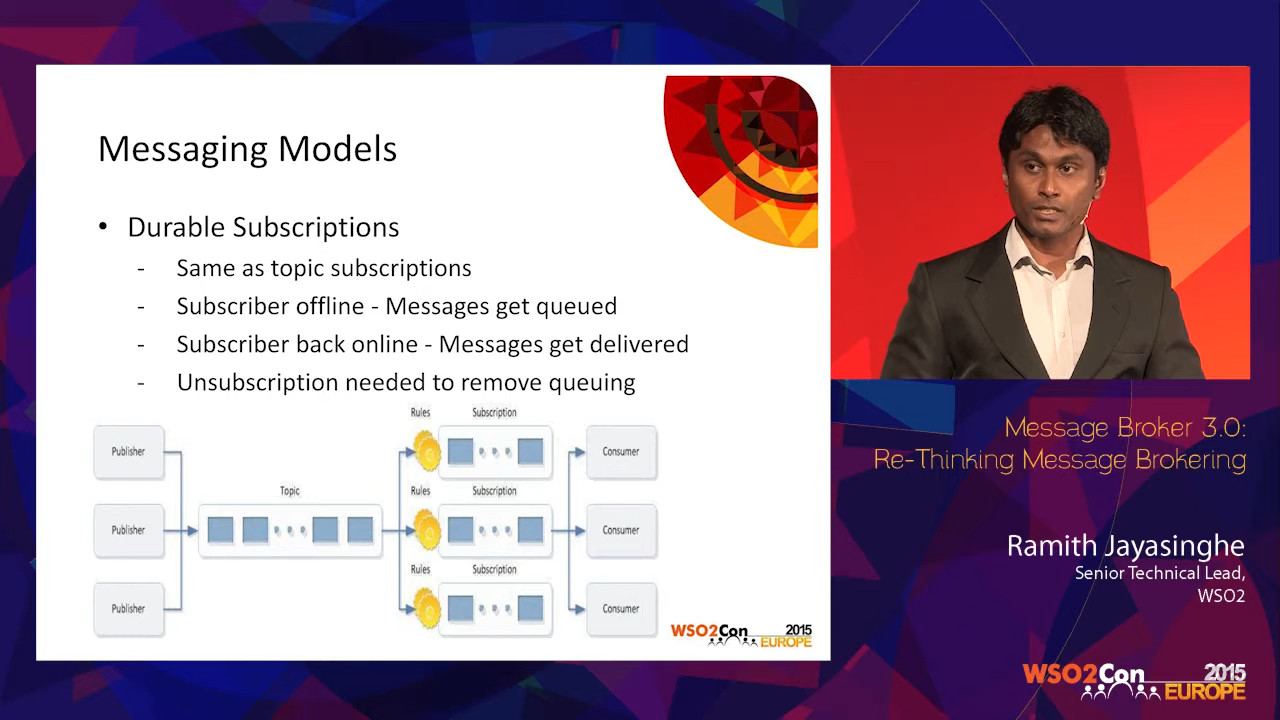 Messaging Models
• Durable Subscriptions
- Same as topic subscriptions
- Subscriber offline - Messages get queued
- Subscriber back online - Messages get delivered
- Unsubscription needed to remove queuing
Rules Subscription
Publisher Consumer
Topic Rules Subscription
Publisher Consumer
Rules Subscription
Publisher Consumer
WSO2Con 2015
EUROPE
Message Broker 3.0:
Re-Thinking Message Brokering
Ramith Jayasinghe
Senior Technical Lead,
WSO2
WSO2Con 2015
EUROPE